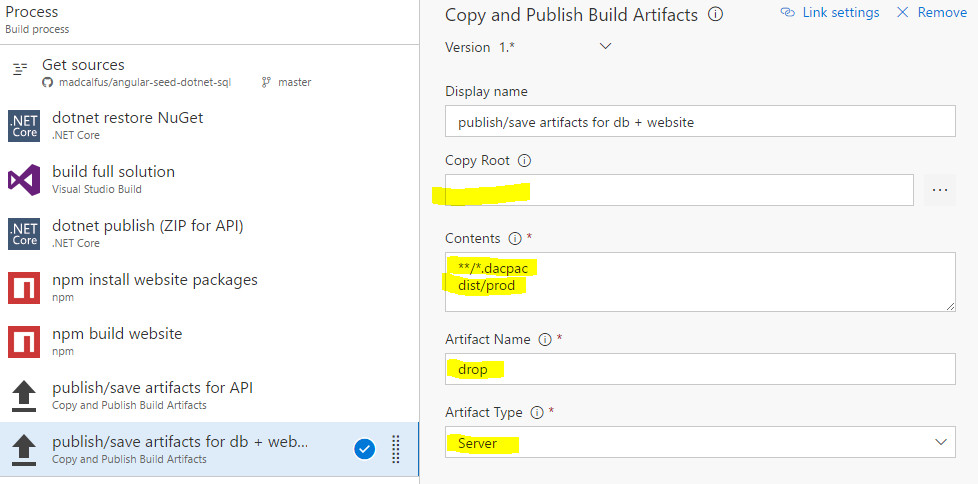 Process
Build process
Get sources
madcalfus/angular-seed-dotnet-sql master
.NET Core
dotnet restore NuGet
.NET Core
build full solution
Visual Studio Build
.NET Core
dotnet publish (ZIP for API)
.NET Core
npm install website packages
npm
npm build website
npm
publish/save artifacts for API
Copy and Publish Build Artifacts
publish/save artifacts for db + web...
Copy and Publish Build Artifacts
Copy and Publish Build Artifacts
Link settings
Remove
Version 1.*
Display name
publish/save artifacts for db + website
Copy Root
...
Contents *
**/*.dacpac
dist/prod
Artifact Name *
drop
Artifact Type *
Server